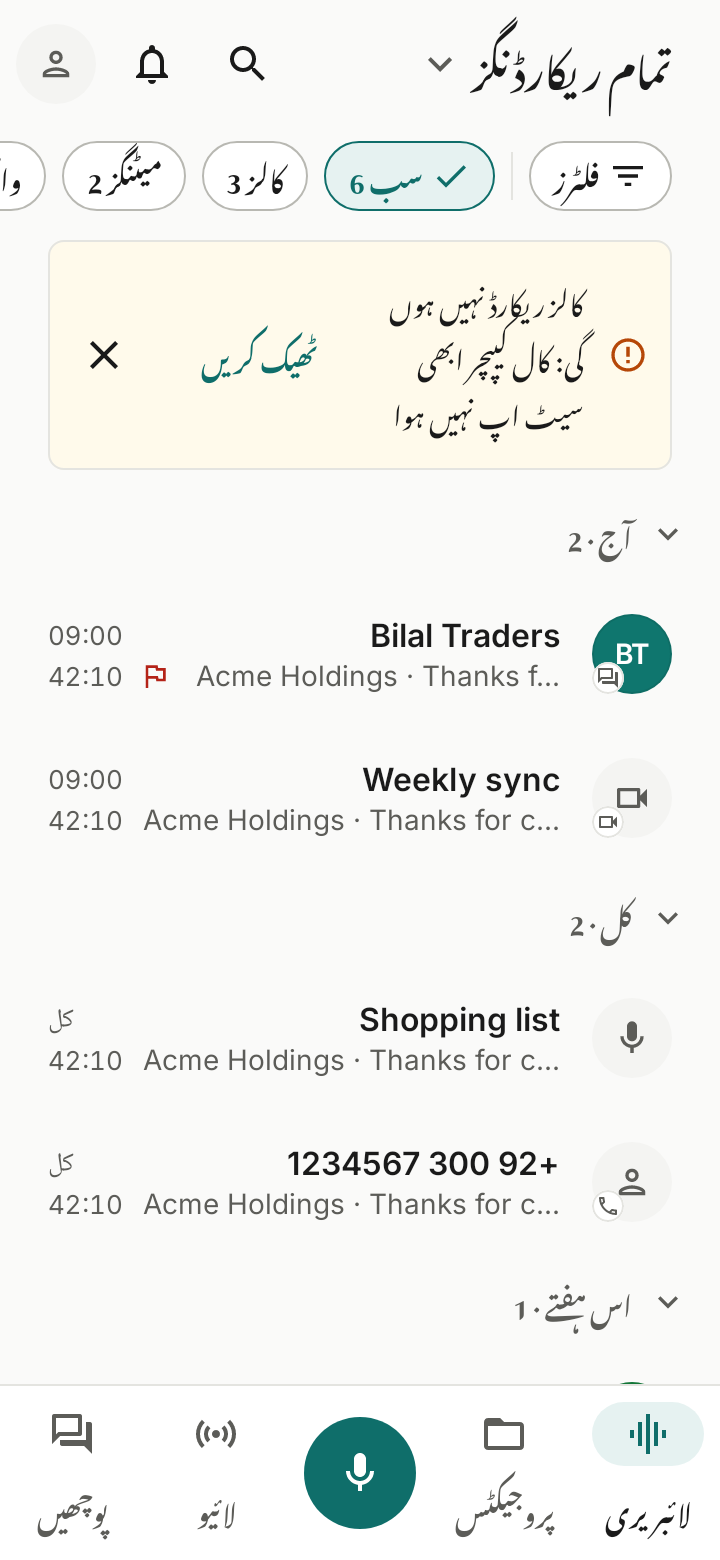 تمام ریکارڈنگز
فلٹرز
سب 6
کالز 3
میٹنگز 2
کالز ریکارڈ نہیں ہوں
گی: کال کیپچر ابھی
سیٹ اپ نہیں ہوا
ٹھیک کریں
آج · 2
BT
Bilal Traders
09:00
Acme Holdings · Thanks f...
42:10
Weekly sync
09:00
Acme Holdings · Thanks for c...
42:10
کل · 2
Shopping list
کل
Acme Holdings · Thanks for c...
42:10
1234567 300 92+
کل
Acme Holdings · Thanks for c...
42:10
اس ہفتے · 1
لائبریری
پروجیکٹس
لائیو
پوچھیں